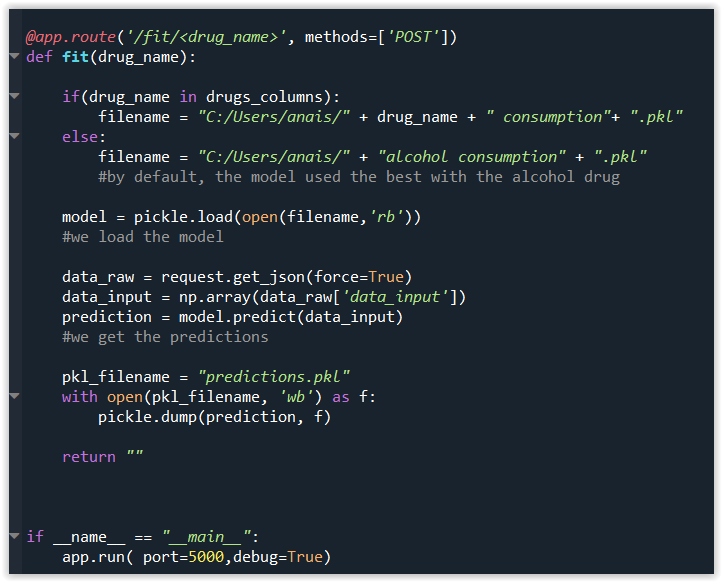 @app.route('/fit/<drug_name>', methods=['POST'])
def fit(drug_name):
if(drug_name in drugs_columns):
filename = "C:/Users/anais/" + drug_name + " consumption"+ ".pkl"
else:
filename = "C:/Users/anais/" + "alcohol consumption" + ".pkl"
#by default, the model used the best with the alcohol drug
model = pickle.load(open(filename,'rb'))
#we load the model
data_raw = request.get_json(force=True)
data_input = np.array(data_raw['data_input'])
prediction = model.predict(data_input)
#we get the predictions
pkl_filename = "predictions.pkl"
with open(pkl_filename, 'wb') as f:
pickle.dump(prediction, f)
return ""
if __name__ == "__main__":
app.run( port=5000,debug=True)